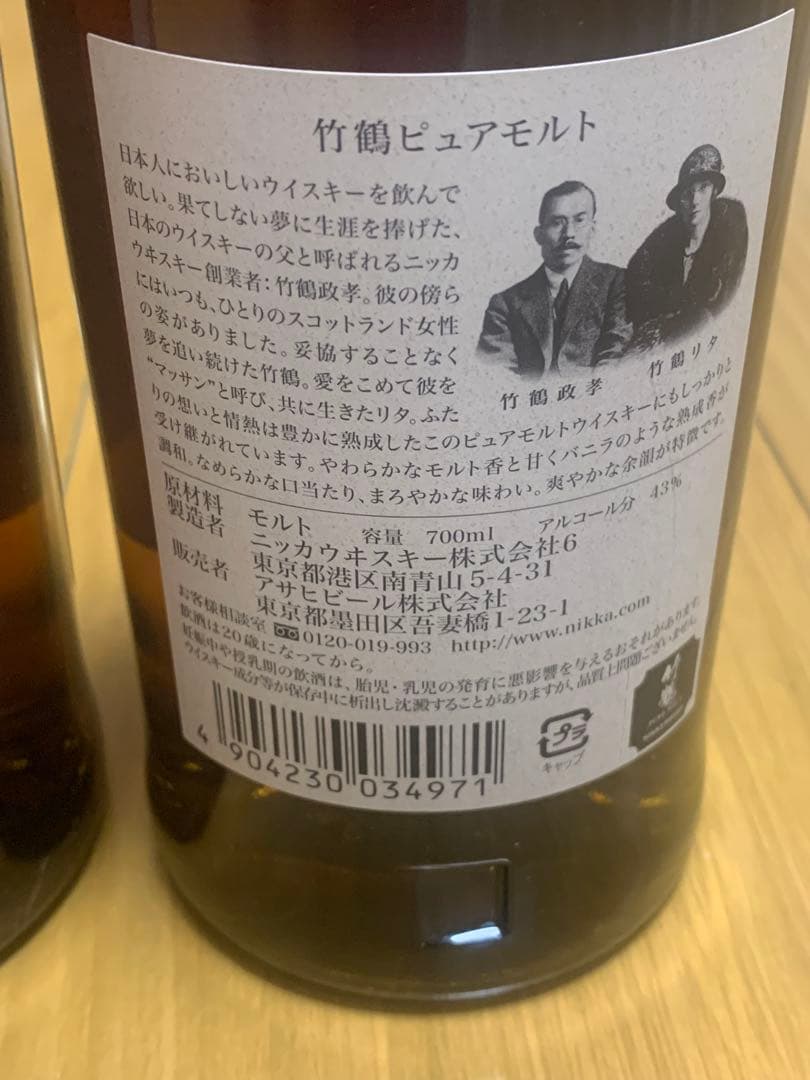 竹鶴ピュアモルト
日本人においしいウイスキーを飲んで
欲しい。果てしない夢に生涯を捧げた、
日本のウイスキーの父と呼ばれるニッカ
ウヰスキー創業者：竹鶴政孝。彼の傍ら
にはいつも、ひとりのスコットランド女性
の姿がありました。妥協することなく
夢を追い続けた竹鶴。愛をこめて彼を
“マッサン”と呼び、共に生きたリタ。ふた
りの想いと情熱は豊かに熟成したこのピュアモルトウイスキーにもしっかりと
受け継がれています。やわらかなモルト香と甘くバニラのような熟成香が
調和。なめらかな口当たり、まろやかな味わい。爽やかな余韻が特徴です。
竹鶴政孝
竹鶴リタ
原材料 モルト 容量 700ml アルコール分 43%
製造者 ニッカウヰスキー株式会社6
東京都港区南青山5-4-31
販売者 アサヒビール株式会社
東京都墨田区吾妻橋1-23-1
お客様相談室 0120-019-993 http://www.nikka.com
飲酒は20歳になってから。
妊娠中や授乳期の飲酒は、胎児・乳児の発育に悪影響を与えるおそれがあります。
ウイスキー成分等が保存中に析出し沈澱することがありますが、品質上問題ございません。
4 904230 034971
プラ
キャップ
竹鶴